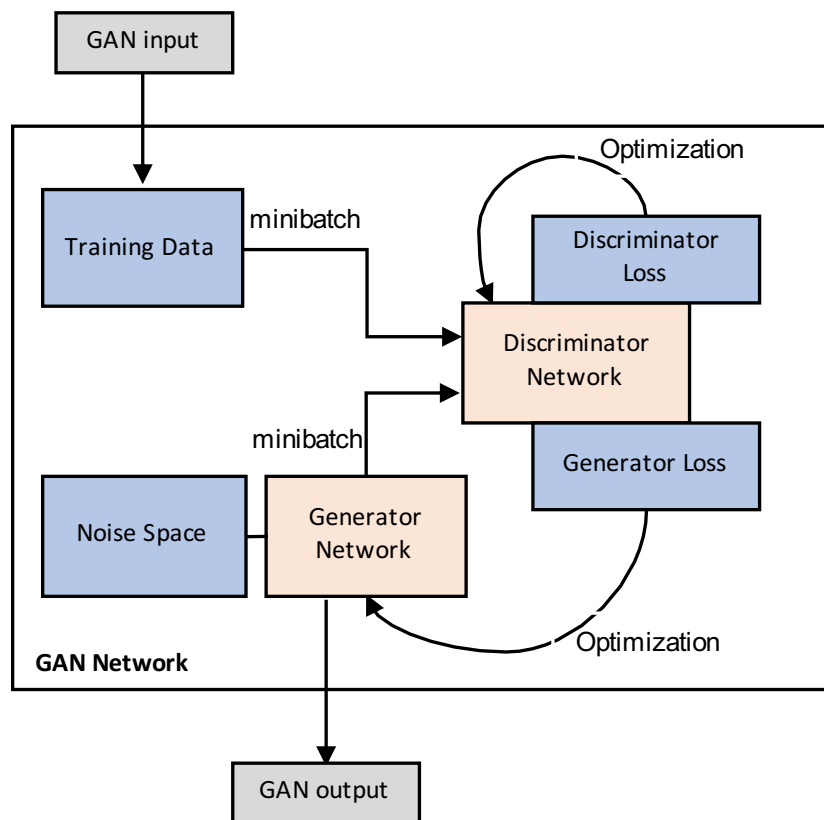 GAN input
Optimization
minibatch
Training Data
Discriminator
Loss
Discriminator
Network
minibatch
Generator Loss
Noise Space
Generator
Network
Optimization
GAN Network
GAN output